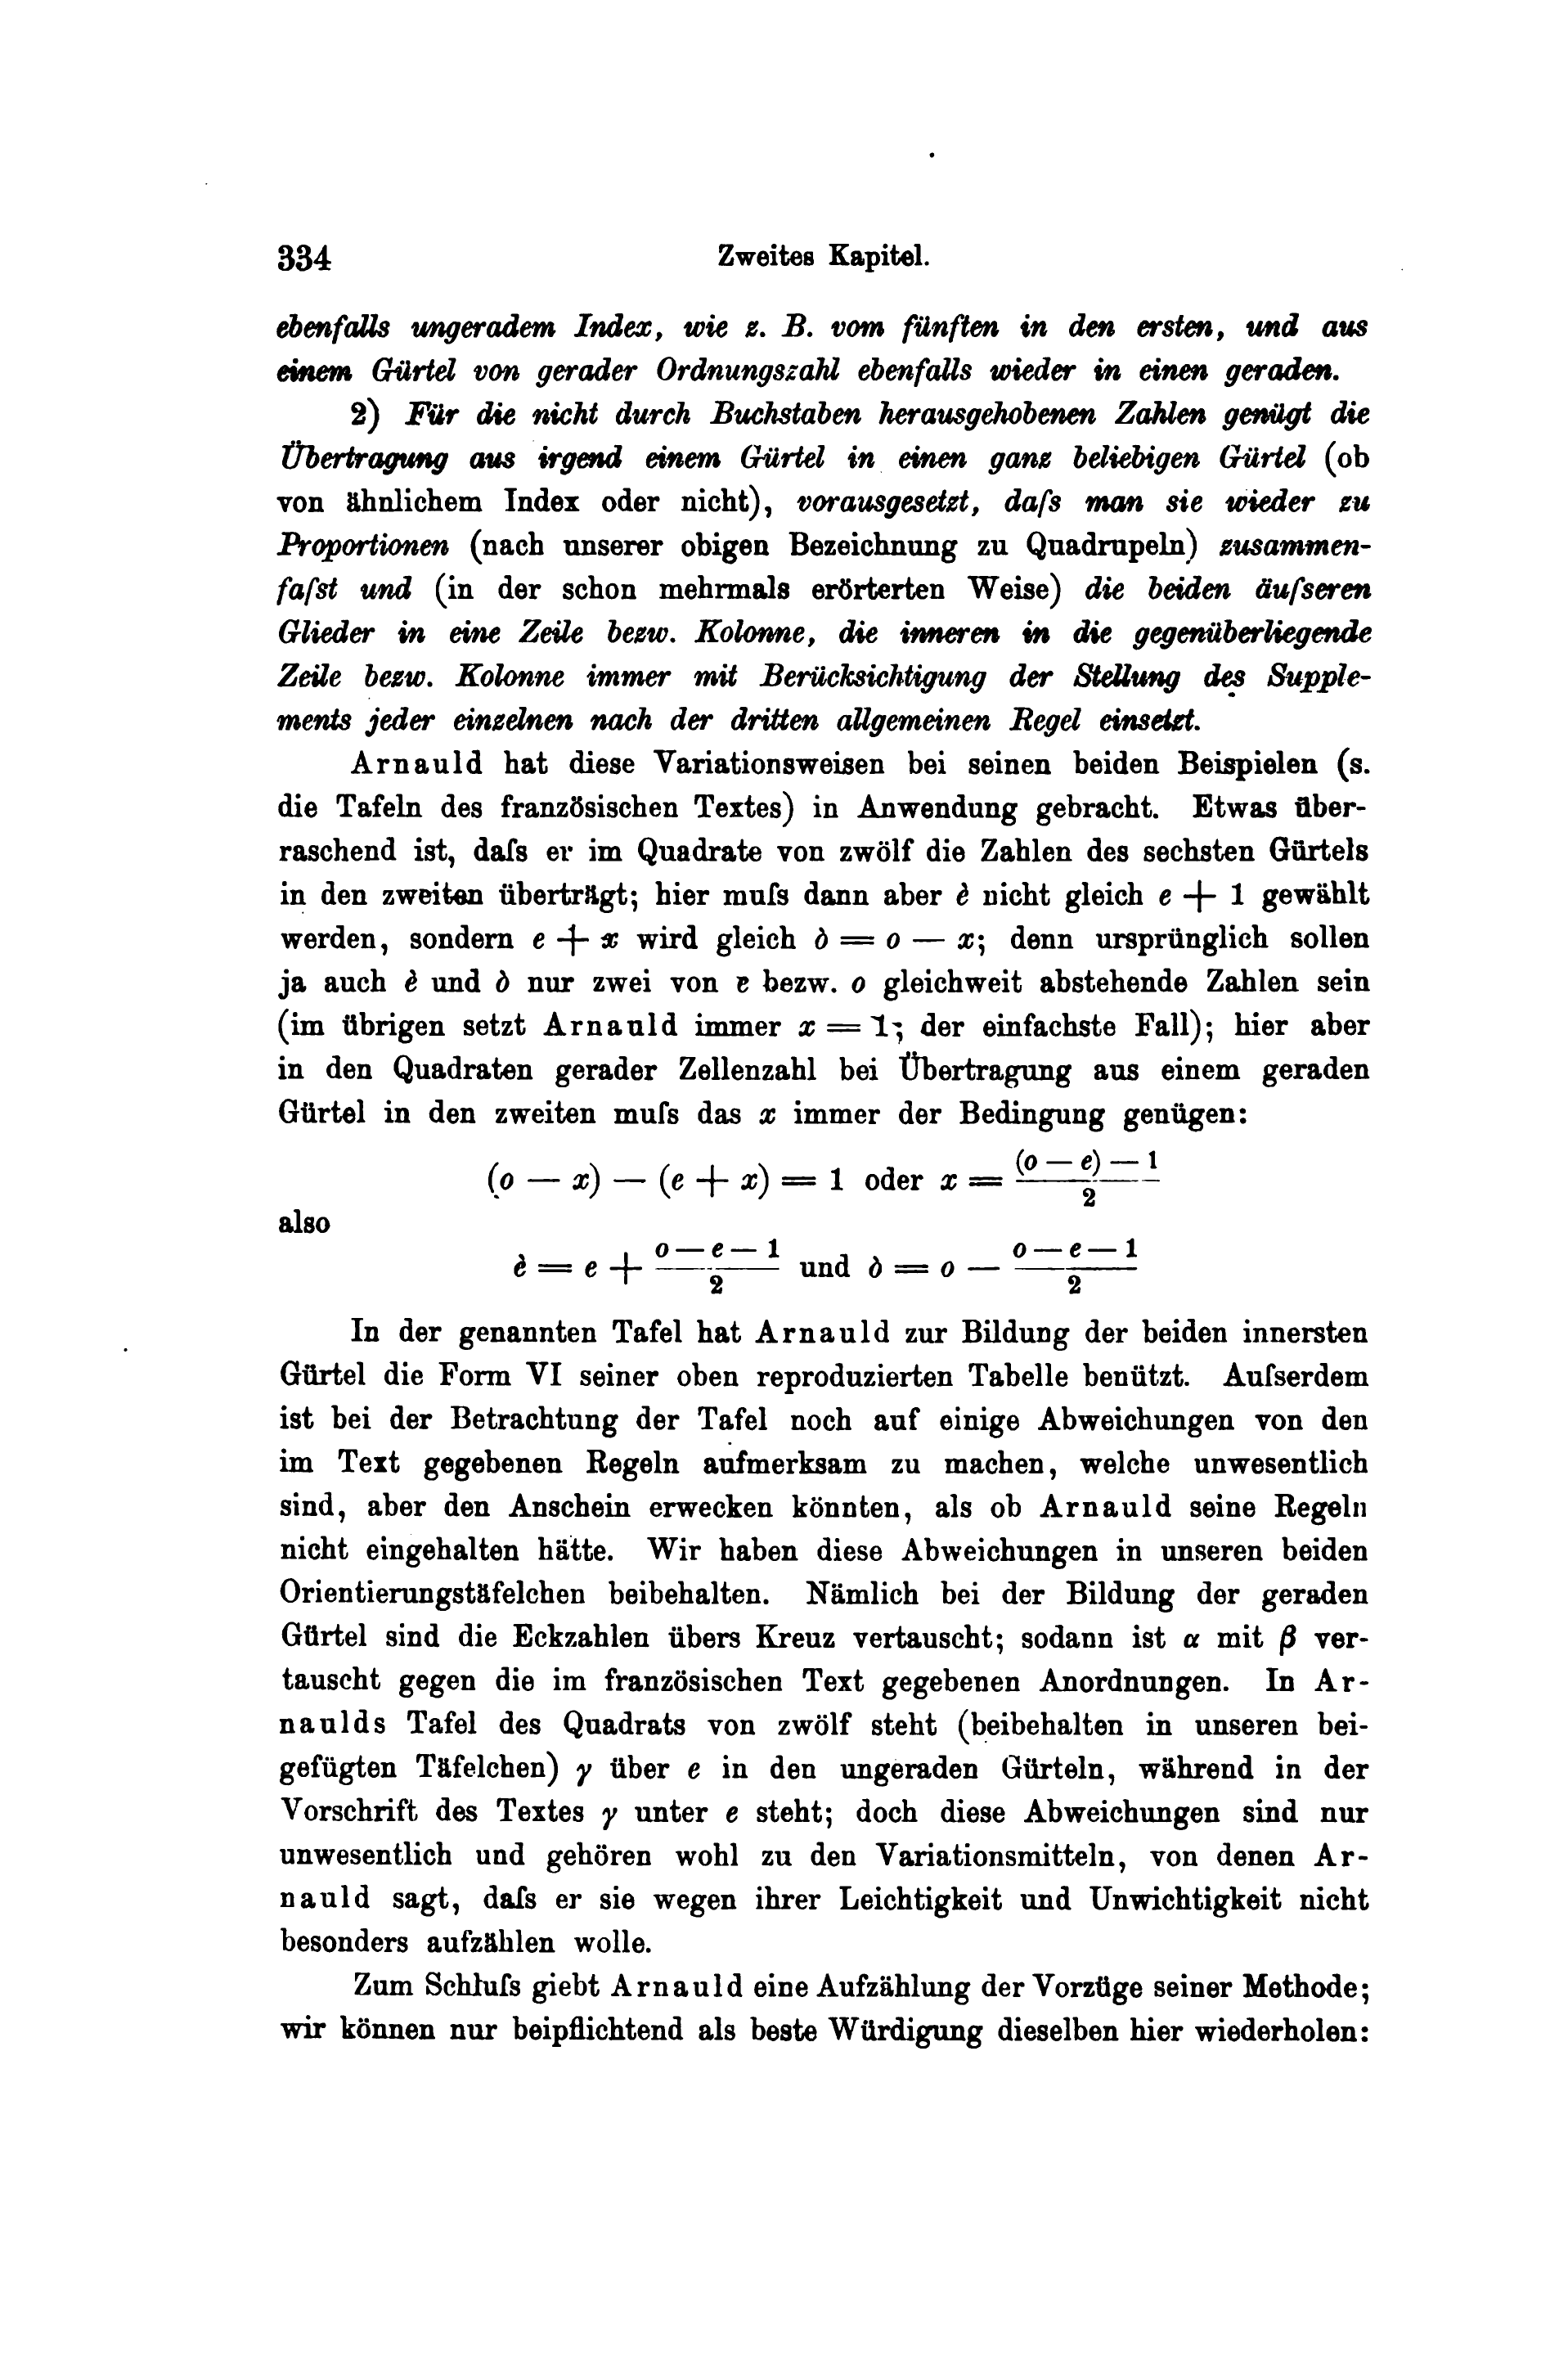 334 Zweites Kapitel.
ebenfalls ungeradem Index, wie z. B. vom fünften in den ersten, und aus
einem Gürtel von gerader Ordnungszahl ebenfalls wieder in einen geraden.
2) Für die nicht durch Buchstaben herausgehobenen Zahlen genügt die
Übertragung aus irgend einem Gürtel in einen ganz beliebigen Gürtel (ob
von ähnlichem Index oder nicht), vorausgesetzt, daſs man sie wieder zu
Proportionen (nach unserer obigen Bezeichnung zu Quadrupeln) zusammen-
faſst und (in der schon mehrmals erörterten Weise) die beiden äuſseren
Glieder in eine Zeile bezw. Kolonne, die inneren in die gegenüberliegende
Zeile bezw. Kolonne immer mit Berücksichtigung der Stellung des Supple-
ments jeder einzelnen nach der dritten allgemeinen Regel einsetzt.
Arnauld hat diese Variationsweisen bei seinen beiden Beispielen (s.
die Tafeln des französischen Textes) in Anwendung gebracht. Etwas über-
raschend ist, daſs er im Quadrate von zwölf die Zahlen des sechsten Gürtels
in den zweiten überträgt; hier muſs dann aber è nicht gleich e + 1 gewählt
werden, sondern e + x wird gleich ò = o — x; denn ursprünglich sollen
ja auch è und ò nur zwei von e bezw. o gleichweit abstehende Zahlen sein
(im übrigen setzt Arnauld immer x = 1; der einfachste Fall); hier aber
in den Quadraten gerader Zellenzahl bei Übertragung aus einem geraden
Gürtel in den zweiten muſs das x immer der Bedingung genügen:
(o — x) — (e + x) = 1 oder x = \frac{(o — e) — 1}{2}
also
è = e + \frac{o — e — 1}{2} und ò = o — \frac{o — e — 1}{2}
In der genannten Tafel hat Arnauld zur Bildung der beiden innersten
Gürtel die Form VI seiner oben reproduzierten Tabelle benützt. Auſserdem
ist bei der Betrachtung der Tafel noch auf einige Abweichungen von den
im Text gegebenen Regeln aufmerksam zu machen, welche unwesentlich
sind, aber den Anschein erwecken könnten, als ob Arnauld seine Regeln
nicht eingehalten hätte. Wir haben diese Abweichungen in unseren beiden
Orientierungstäfelchen beibehalten. Nämlich bei der Bildung der geraden
Gürtel sind die Eckzahlen übers Kreuz vertauscht; sodann ist α mit β ver-
tauscht gegen die im französischen Text gegebenen Anordnungen. In Ar-
naulds Tafel des Quadrats von zwölf steht (beibehalten in unseren bei-
gefügten Täfelchen) γ über e in den ungeraden Gürteln, während in der
Vorschrift des Textes γ unter e steht; doch diese Abweichungen sind nur
unwesentlich und gehören wohl zu den Variationsmitteln, von denen Ar-
nauld sagt, daſs er sie wegen ihrer Leichtigkeit und Unwichtigkeit nicht
besonders aufzählen wolle.
Zum Schluſs giebt Arnauld eine Aufzählung der Vorzüge seiner Methode;
wir können nur beipflichtend als beste Würdigung dieselben hier wiederholen: